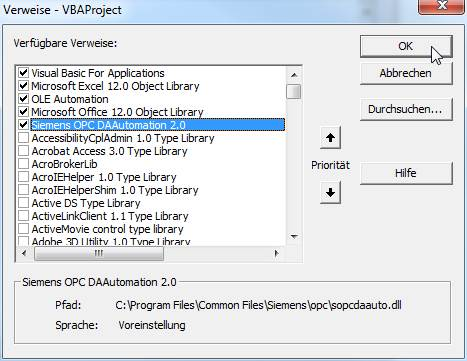 Verweise - VBAProject
Verfügbare Verweise:
Visual Basic For Applications
Microsoft Excel 12.0 Object Library
OLE Automation
Microsoft Office 12.0 Object Library
Siemens OPC DAAutomation 2.0
AccessibilityCplAdmin 1.0 Type Library
Acrobat Access 3.0 Type Library
AcroBrokerLib
AcroIEHelper 1.0 Type Library
AcroIEHelperShim 1.0 Type Library
Active DS Type Library
ActiveLinkClient 1.1 Type Library
ActiveMovie control type library
Adobe 3D Utility 1.0 Type Library
OK
Abbrechen
Durchsuchen...
Priorität
Hilfe
Siemens OPC DAAutomation 2.0
Pfad: C:\Program Files\Common Files\Siemens\opc\sopcdaauto.dll
Sprache: Voreinstellung